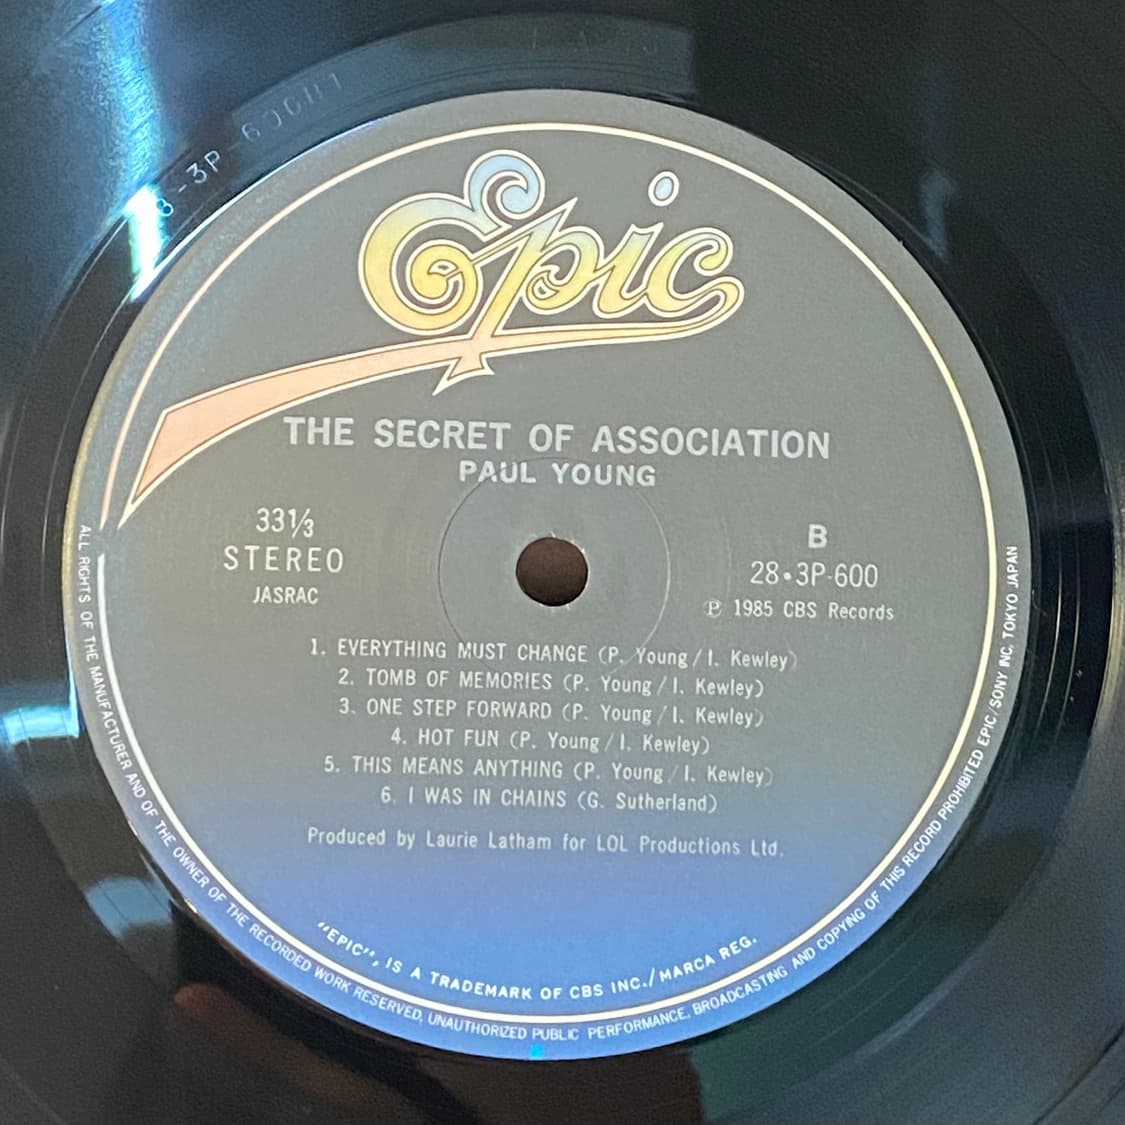 3P-600B1
Epic
THE SECRET OF ASSOCIATION
PAUL YOUNG
33⅓
STEREO
JASRAC
B
28•3P-600
Ⓟ 1985 CBS Records
1. EVERYTHING MUST CHANGE (P. Young / I. Kewley)
2. TOMB OF MEMORIES (P. Young / I. Kewley)
3. ONE STEP FORWARD (P. Young / I. Kewley)
4. HOT FUN (P. Young / I. Kewley)
5. THIS MEANS ANYTHING (P. Young / I. Kewley)
6. I WAS IN CHAINS (G. Sutherland)
Produced by Laurie Latham for LOL Productions Ltd.
"EPIC", IS A TRADEMARK OF CBS INC./MARCA REG.
ALL RIGHTS OF THE MANUFACTURER AND OF THE OWNER OF THE RECORDED WORK RESERVED, UNAUTHORIZED PUBLIC PERFORMANCE, BROADCASTING AND COPYING OF THIS RECORD PROHIBITED EPIC/SONY INC. TOKYO JAPAN